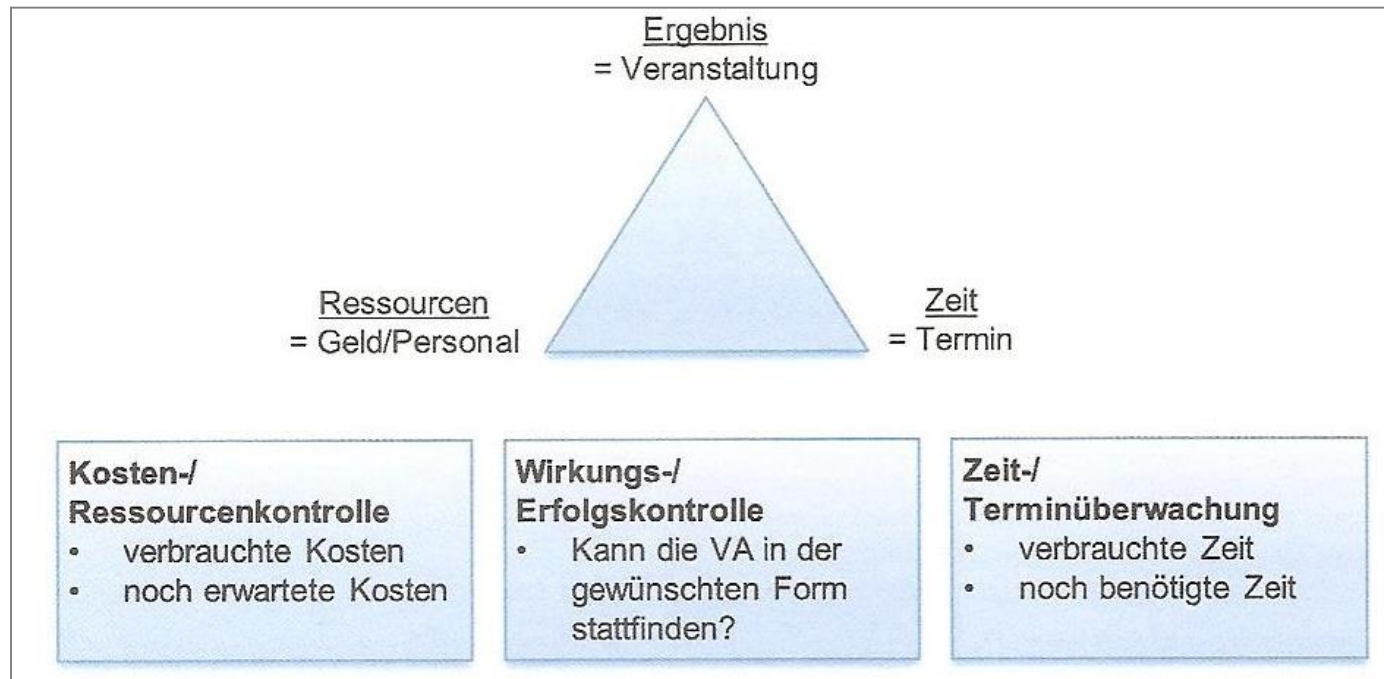 Ergebnis
= Veranstaltung
Ressourcen
= Geld/Personal
Zeit
= Termin
Kosten-/
Ressourcenkontrolle
• verbrauchte Kosten
• noch erwartete Kosten
Wirkungs-/
Erfolgskontrolle
• Kann die VA in der
gewünschten Form
stattfinden?
Zeit-/
Terminüberwachung
• verbrauchte Zeit
• noch benötigte Zeit